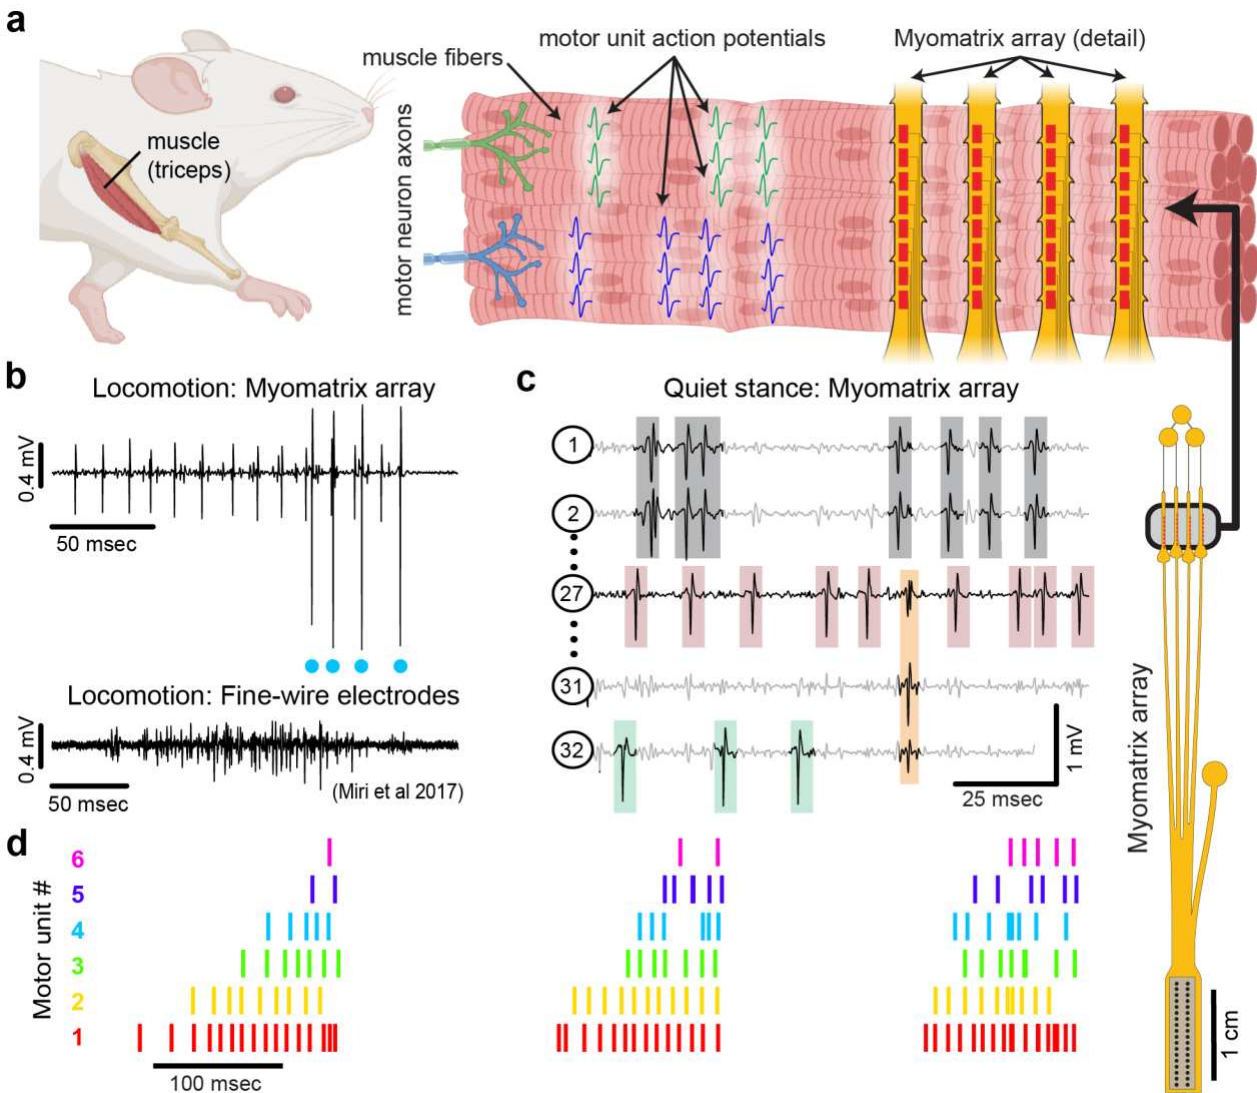 a
muscle
(triceps)
muscle fibers
motor unit action potentials
Myomatrix array (detail)
motor neuron axons
b
Locomotion: Myomatrix array
0.4 mV
50 msec
Locomotion: Fine-wire electrodes
0.4 mV
50 msec
(Miri et al 2017)
c
Quiet stance: Myomatrix array
1
2
27
31
32
1 mV
25 msec
Myomatrix array
1 cm
d
Motor unit #
6
5
4
3
2
1
100 msec